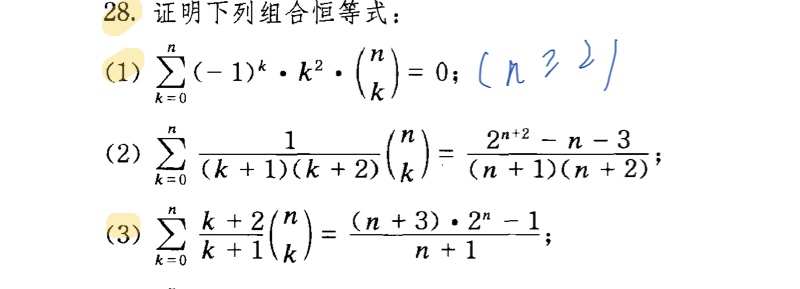 28. 证明下列组合恒等式:
(1) $\sum_{k=0}^{n} (-1)^k \cdot k^2 \cdot \binom{n}{k} = 0$; (n ≥ 2)
(2) $\sum_{k=0}^{n} \frac{1}{(k+1)(k+2)} \binom{n}{k} = \frac{2^{n+2} - n - 3}{(n+1)(n+2)}$;
(3) $\sum_{k=0}^{n} \frac{k+2}{k+1} \binom{n}{k} = \frac{(n+3) \cdot 2^n - 1}{n+1}$;